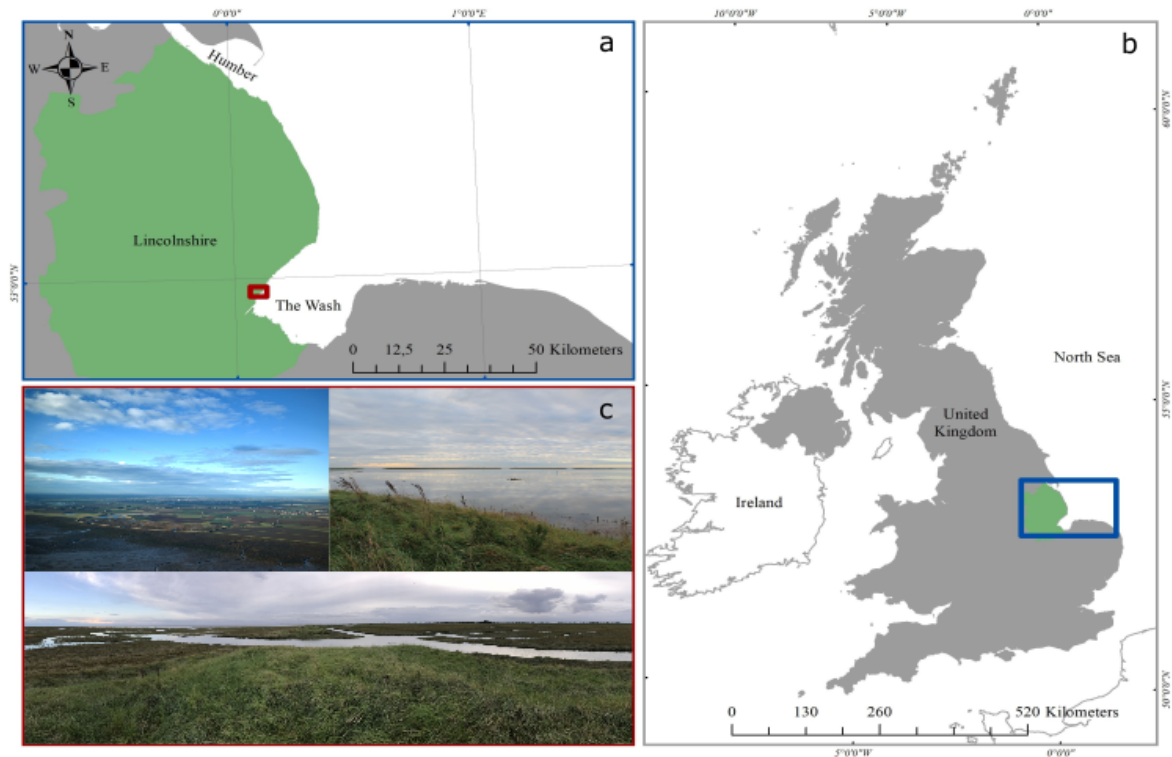 0°0'0"
1°0'0"E
a
N
W
E
S
Humber
Lincolnshire
53°0'0"N
The Wash
0 12,5 25 50 Kilometers
c
10°0'0"W
5°0'0"W
0°0'0"
b
60°0'0"N
North Sea
55°0'0"N
United
Kingdom
Ireland
50°0'0"N
0 130 260 520 Kilometers
5°0'0"W
0°0'0"